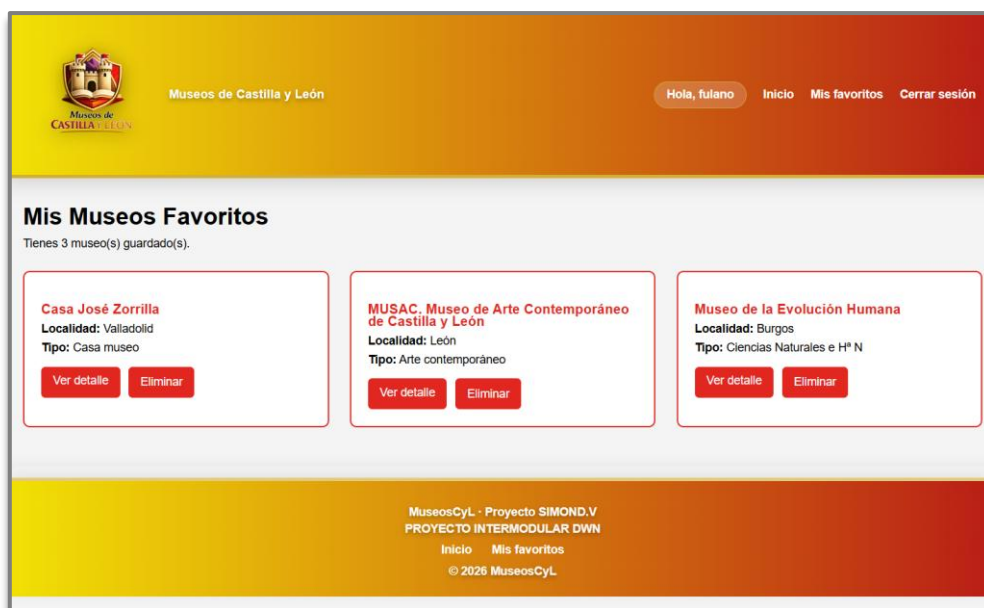 Museos de
CASTILLA Y LEÓN
Museos de Castilla y León
Hola, fulano
Inicio
Mis favoritos
Cerrar sesión
Mis Museos Favoritos
Tienes 3 museo(s) guardado(s).
Casa José Zorrilla
Localidad: Valladolid
Tipo: Casa museo
Ver detalle
Eliminar
MUSAC. Museo de Arte Contemporáneo
de Castilla y León
Localidad: León
Tipo: Arte contemporáneo
Ver detalle
Eliminar
Museo de la Evolución Humana
Localidad: Burgos
Tipo: Ciencias Naturales e Hª N
Ver detalle
Eliminar
MuseosCyL · Proyecto SIMOND.V
PROYECTO INTERMODULAR DWN
Inicio
Mis favoritos
© 2026 MuseosCyL